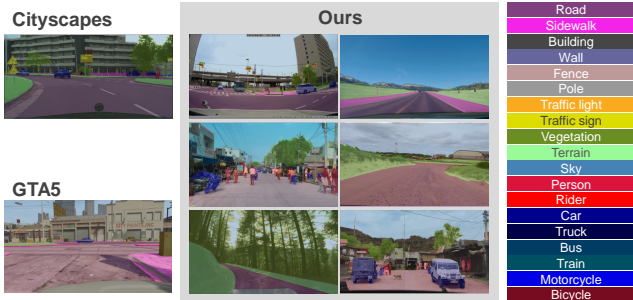 Cityscapes
Ours
GTA5
Road
Sidewalk
Building
Wall
Fence
Pole
Traffic light
Traffic sign
Vegetation
Terrain
Sky
Person
Rider
Car
Truck
Bus
Train
Motorcycle
Bicycle